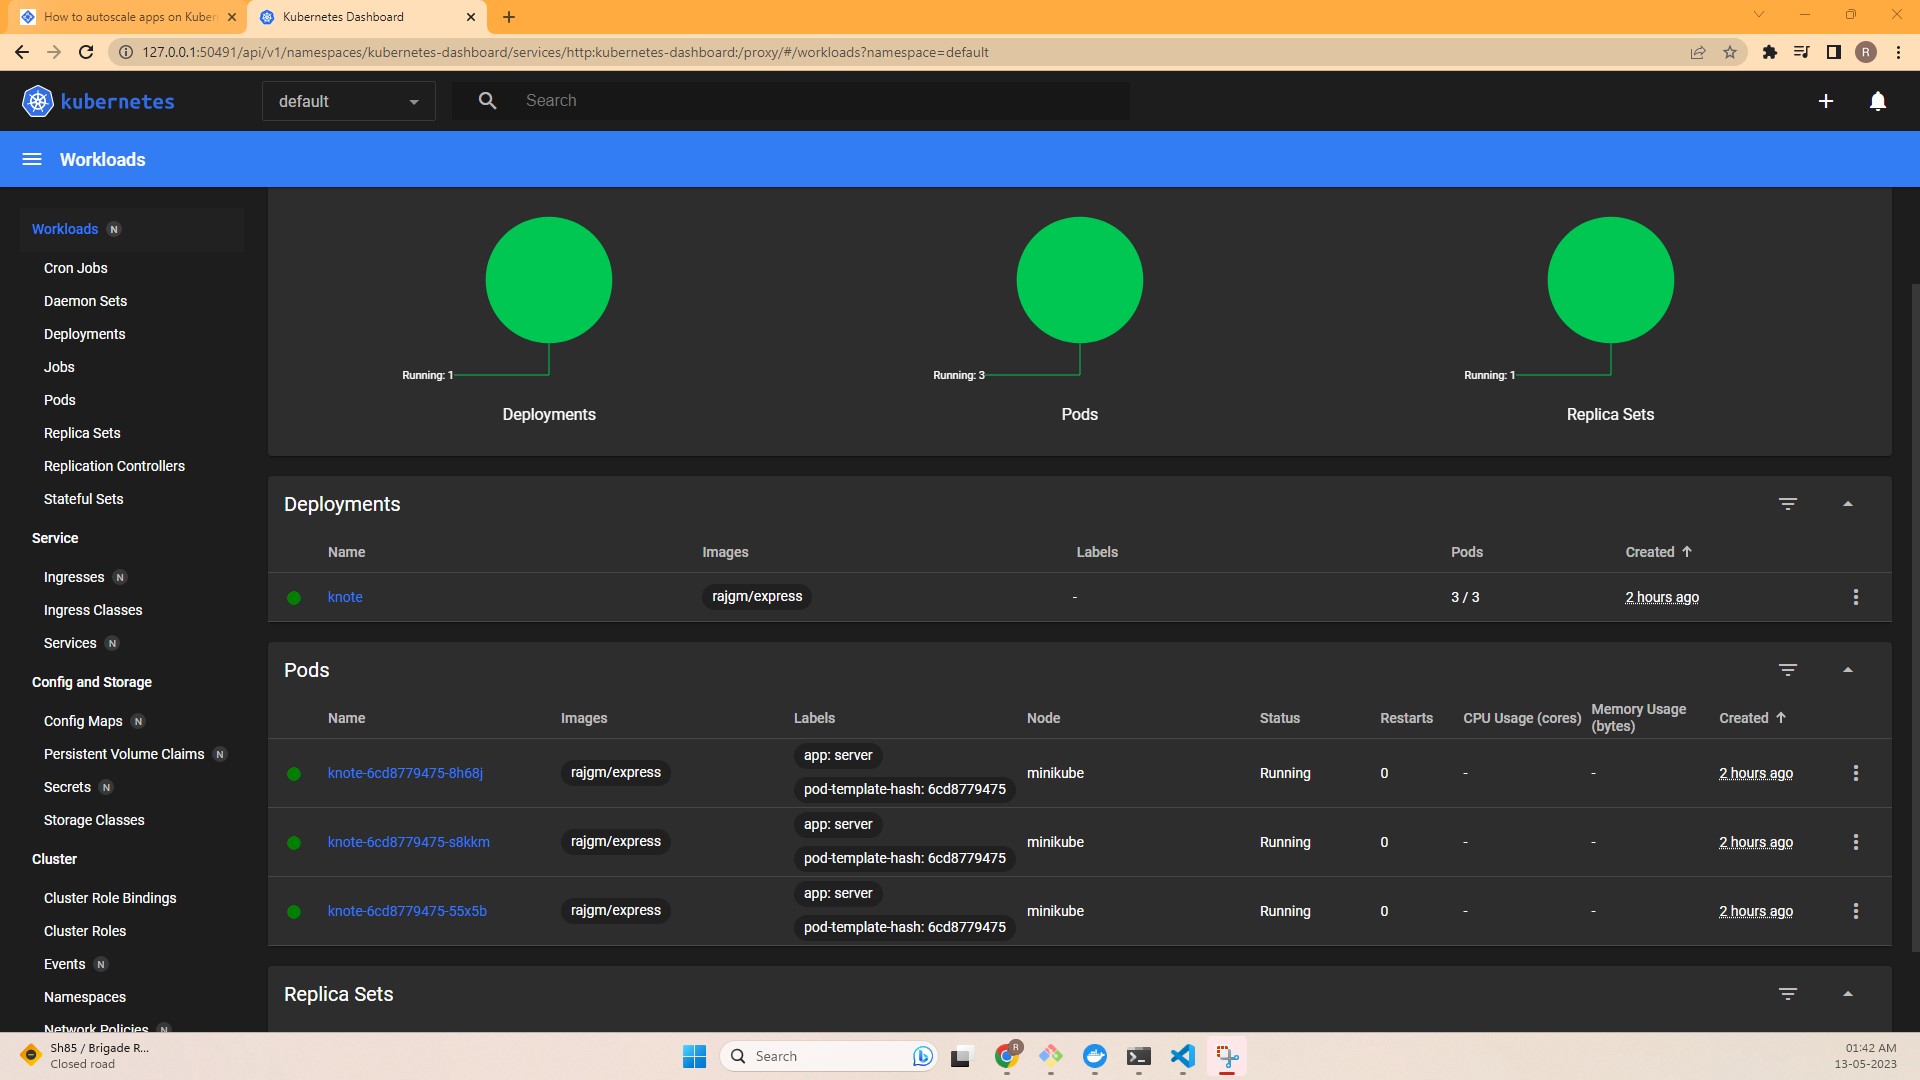 How to autoscale apps on Kuber
Kubernetes Dashboard
127.0.0.1:50491/api/v1/namespaces/kubernetes-dashboard/services/http:kubernetes-dashboard:/proxy/#/workloads?namespace=default
R
kubernetes
default
Search
Workloads
Workloads N
Cron Jobs
Daemon Sets
Deployments
Jobs
Pods
Replica Sets
Replication Controllers
Stateful Sets
Service
Ingresses N
Ingress Classes
Services N
Config and Storage
Config Maps N
Persistent Volume Claims N
Secrets N
Storage Classes
Cluster
Cluster Role Bindings
Cluster Roles
Events N
Namespaces
Network Policies N
Running: 1
Deployments
Running: 3
Pods
Running: 1
Replica Sets
Deployments
Name Images Labels Pods Created
knote rajgm/express - 3 / 3 2 hours ago
Pods
Name Images Labels Node Status Restarts CPU Usage (cores) Memory Usage (bytes) Created
knote-6cd8779475-8h68j rajgm/express app: server minikube Running 0 - - 2 hours ago
pod-template-hash: 6cd8779475
knote-6cd8779475-s8kkm rajgm/express app: server minikube Running 0 - - 2 hours ago
pod-template-hash: 6cd8779475
knote-6cd8779475-55x5b rajgm/express app: server minikube Running 0 - - 2 hours ago
pod-template-hash: 6cd8779475
Replica Sets
Sh85 / Brigade R...
Closed road
Search
R
01:42 AM
13-05-2023